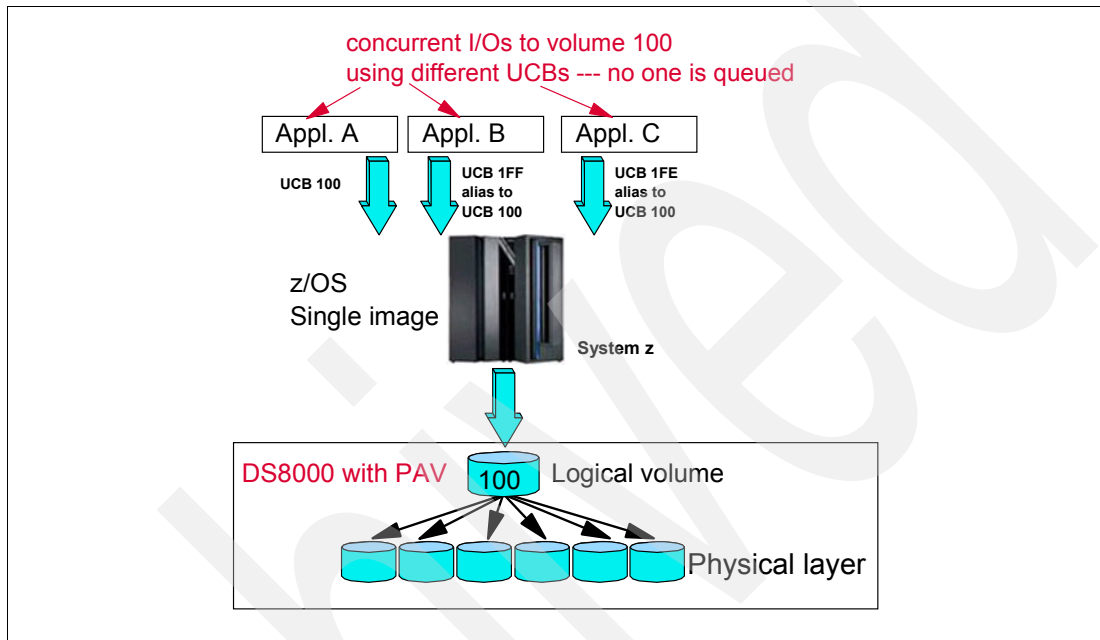 concurrent I/Os to volume 100
using different UCBs --- no one is queued
Appl. A
Appl. B
Appl. C
UCB 100
UCB 1FF
alias to
UCB 100
UCB 1FE
alias to
UCB 100
z/OS
Single image
System z
DS8000 with PAV
100
Logical volume
Physical layer